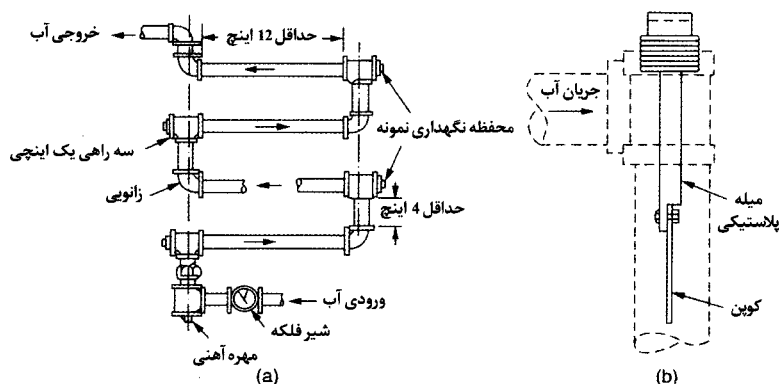 خروجی آب
حداقل 12 اینچ
محفظه نگهداری نمونه
سه راهی یک اینچی
زانویی
حداقل 4 اینچ
ورودی آب
شیر فلکه
مهره آهنی
(a)
جریان آب
میله
پلاستیکی
کوپن
(b)